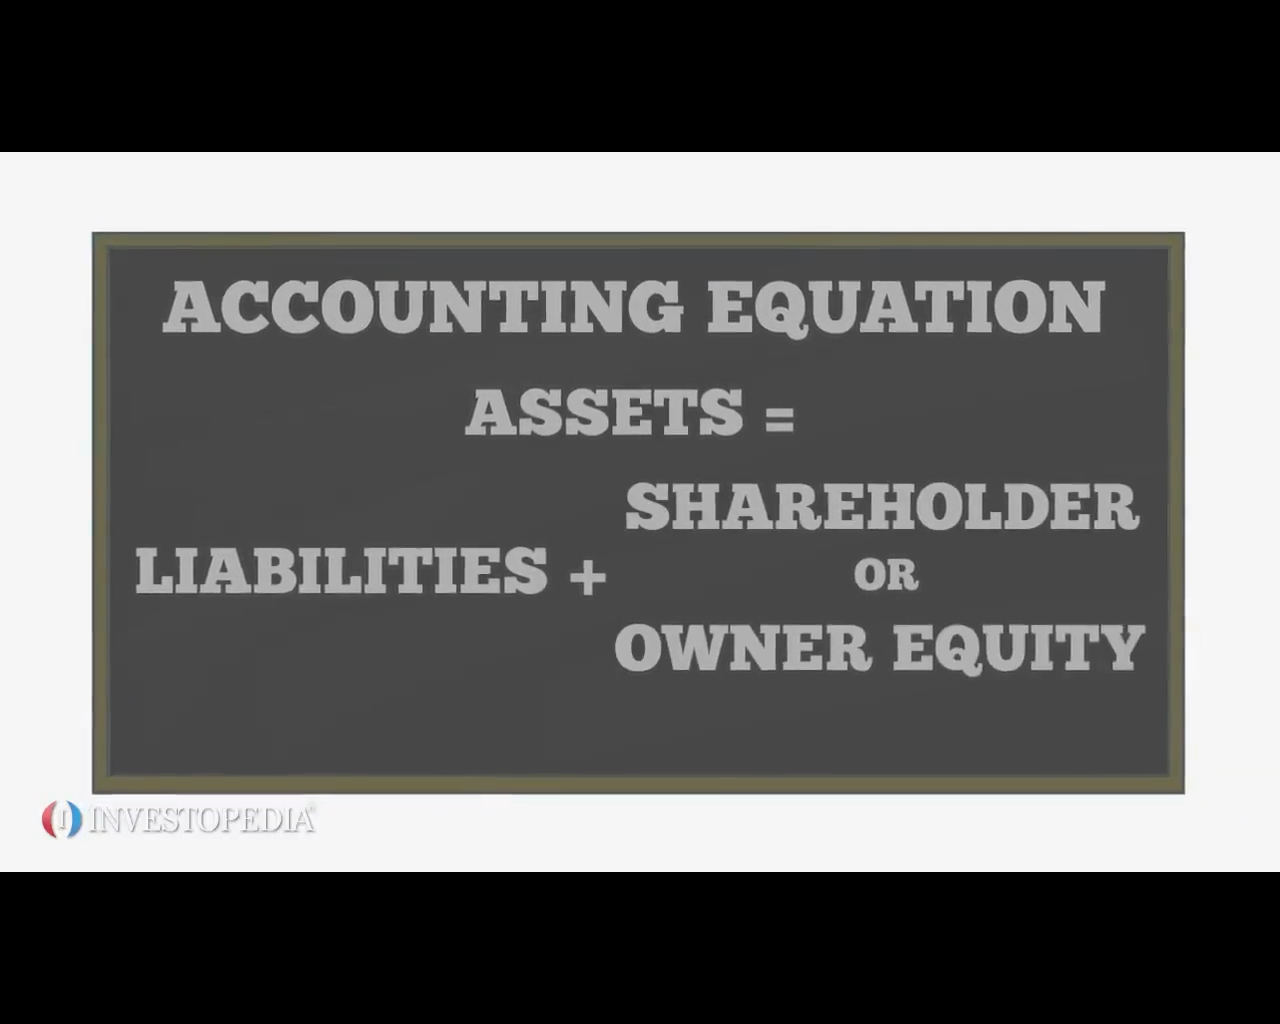 ACCOUNTING EQUATION
ASSETS =
LIABILITIES +
SHAREHOLDER
OR
OWNER EQUITY
INVESTOPEDIA